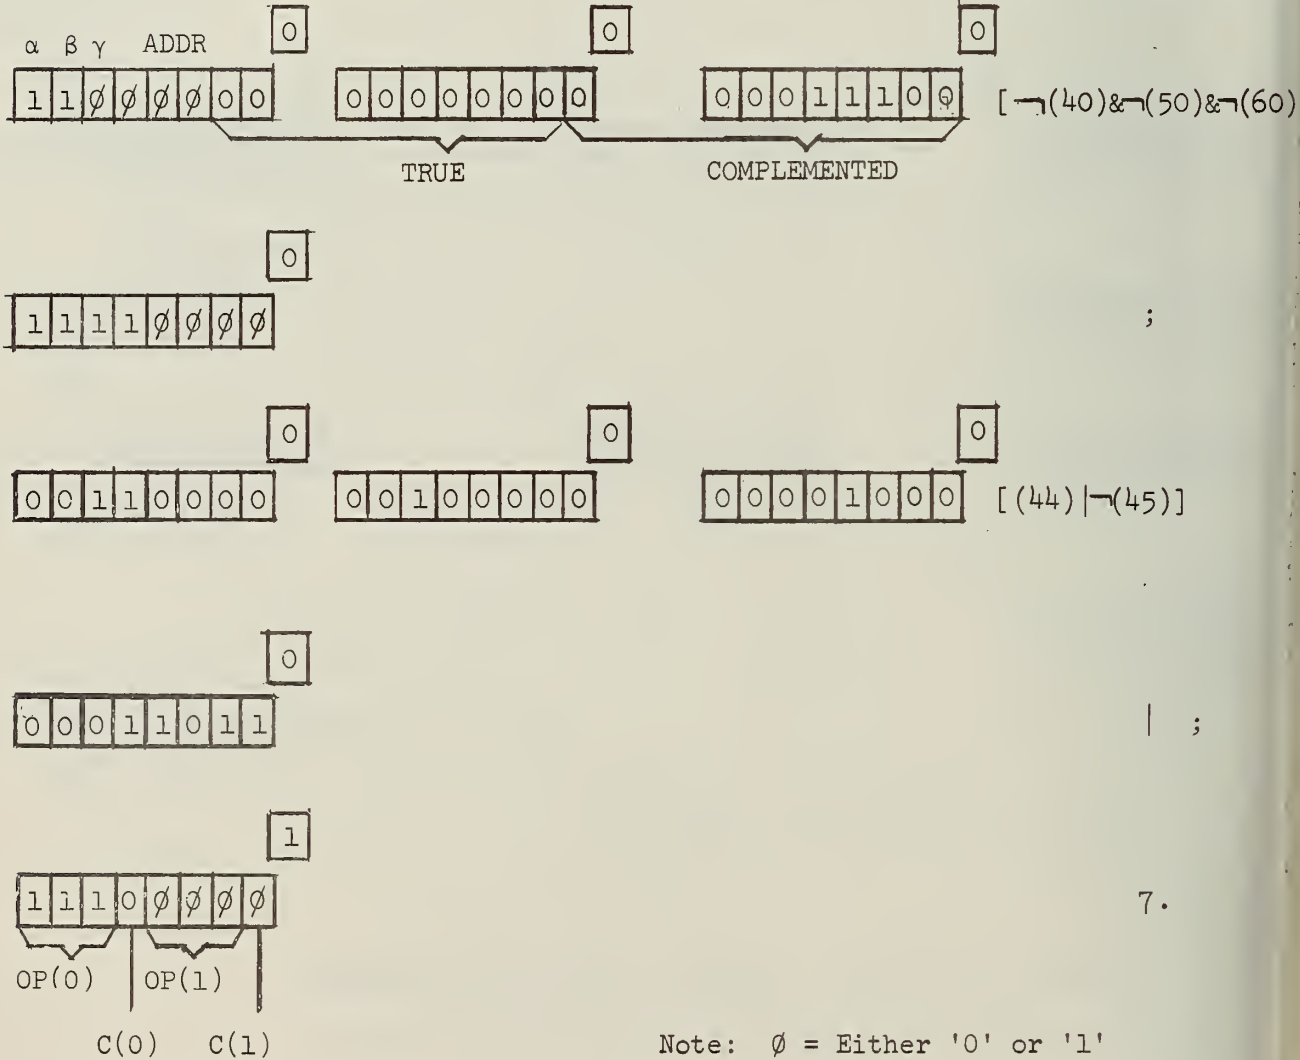 0 0 0
α β γ ADDR
1 1 Ø Ø Ø Ø 0 0 0 0 0 0 0 0 0 0 0 0 0 1 1 1 0 0 [¬(40)&¬(50)&¬(60)
TRUE COMPLEMENTED
0
1 1 1 1 Ø Ø Ø Ø ;
0 0 0
0 0 1 1 0 0 0 0 0 0 1 0 0 0 0 0 0 0 0 0 1 0 0 0 [(44)|¬(45)]
0
0 0 0 1 1 0 1 1 | ;
1
1 1 1 0 Ø Ø Ø Ø 7.
OP(0) OP(1)
C(0) C(1) Note: Ø = Either '0' or '1'